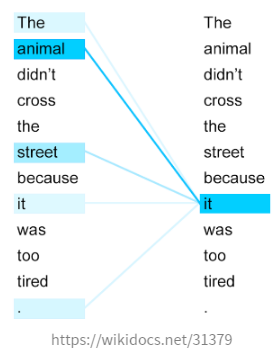 The The
animal animal
didn't didn't
cross cross
the the
street street
because because
it it
was was
too too
tired tired
. .
https://wikidocs.net/31379